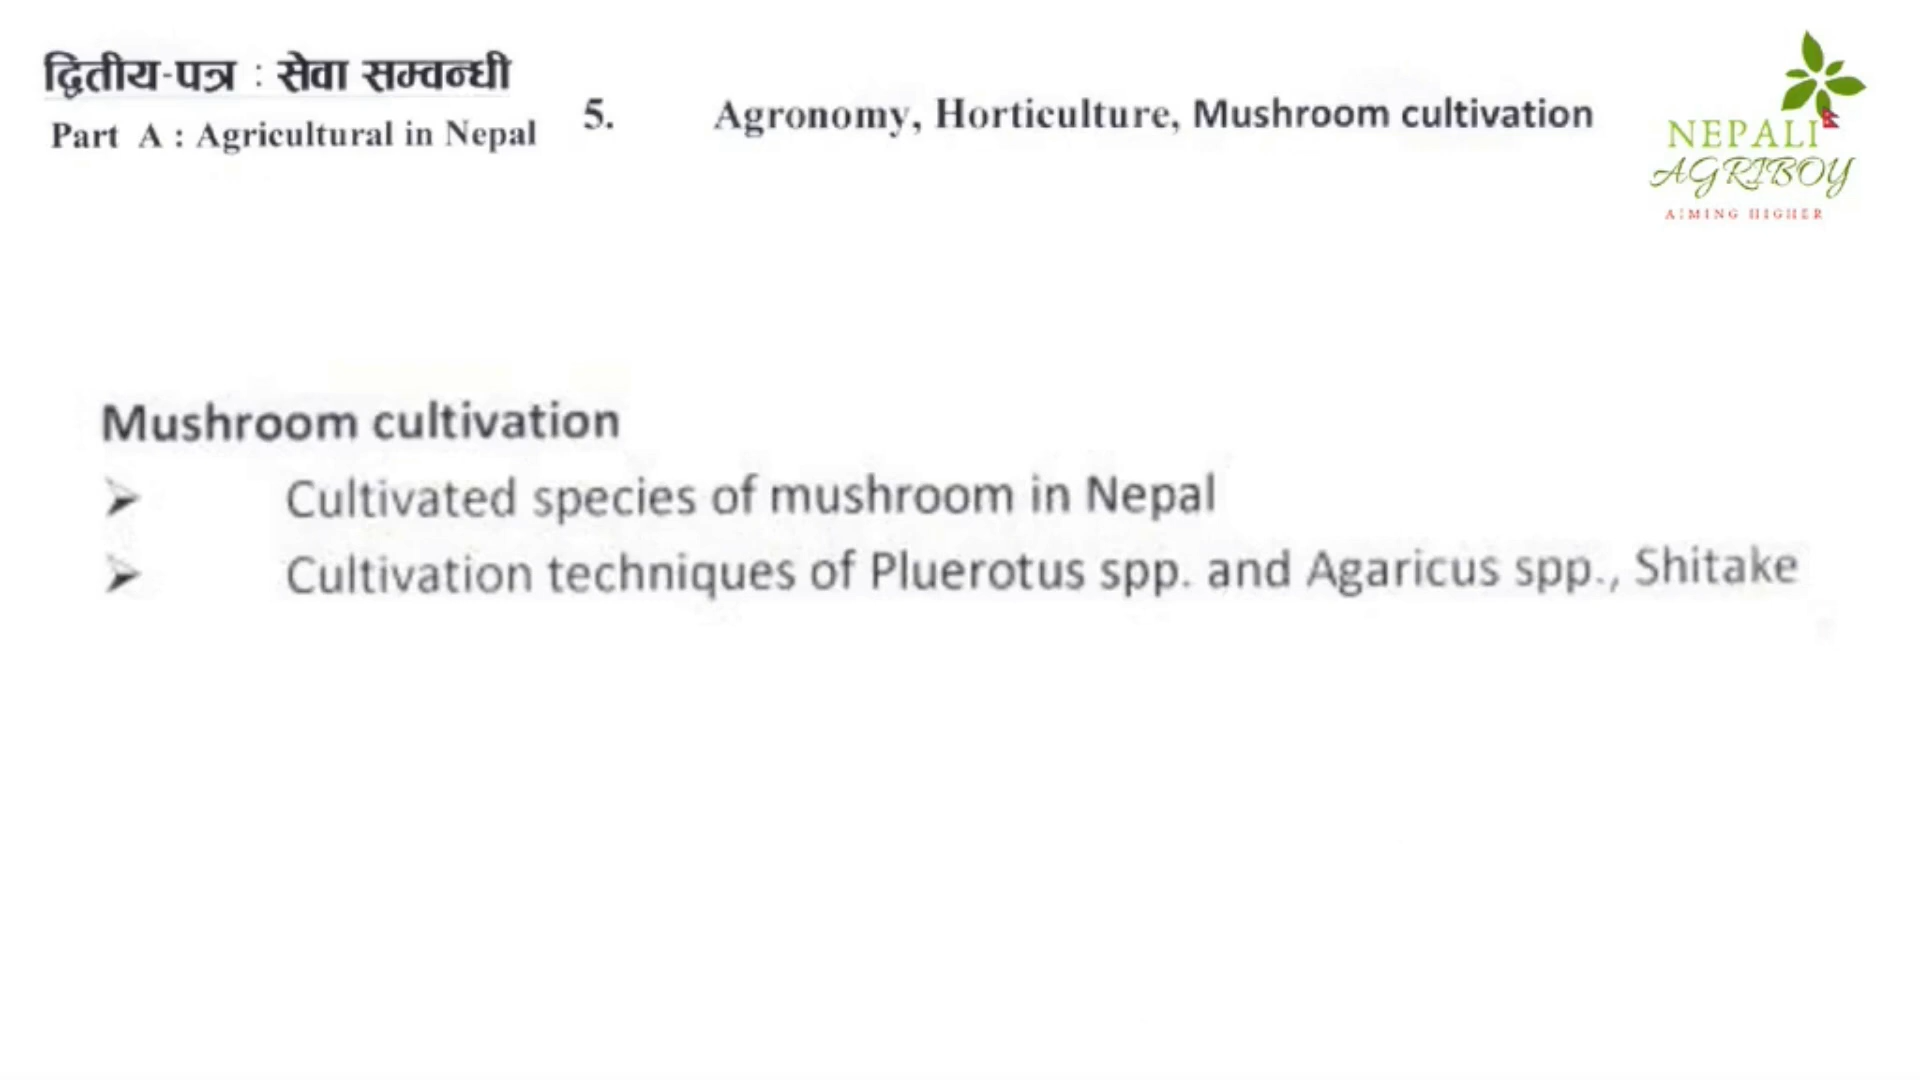 द्वितीय-पत्र : सेवा सम्वन्धी
Part A : Agricultural in Nepal
5. Agronomy, Horticulture, Mushroom cultivation
NEPALI
AGRIBOY
AIMING HIGHER
Mushroom cultivation
➢ Cultivated species of mushroom in Nepal
➢ Cultivation techniques of Pluerotus spp. and Agaricus spp., Shitake